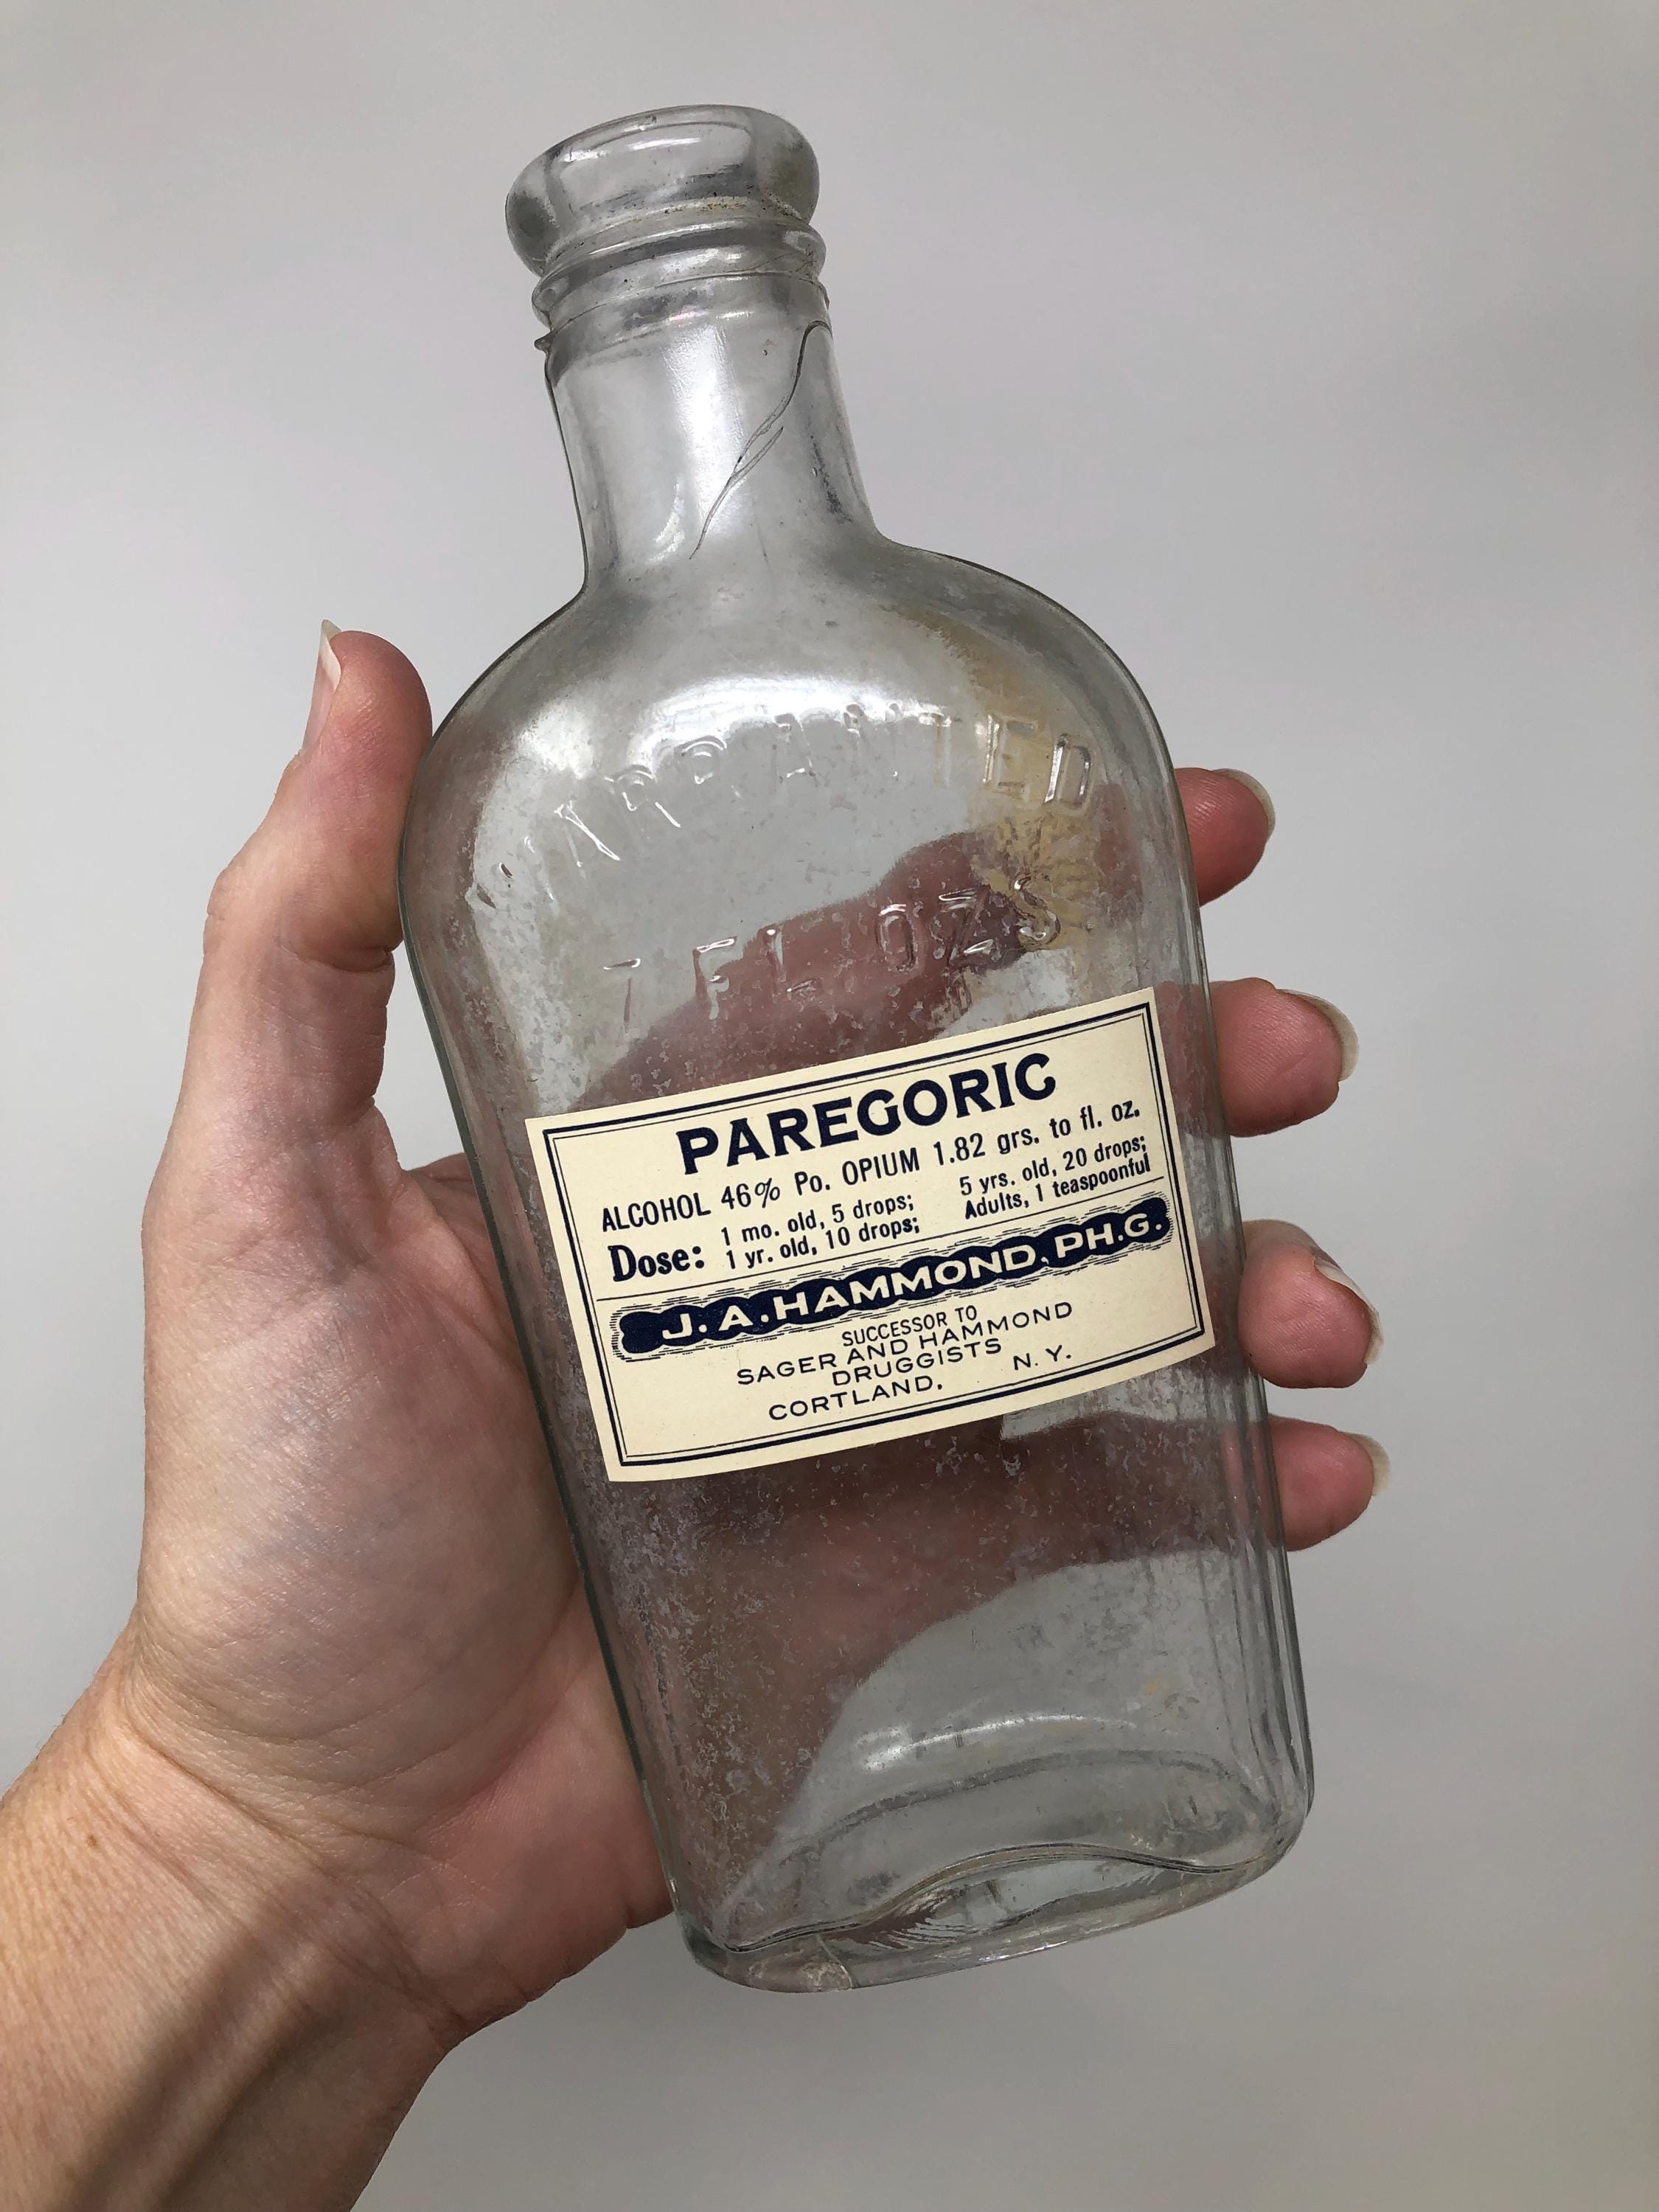 WARRANTED
7 FL OZS
PAREGORIC
ALCOHOL 46% Po. OPIUM 1.82 grs. to fl. oz.
Dose: 1 mo. old, 5 drops; 5 yrs. old, 20 drops;
1 yr. old, 10 drops; Adults, 1 teaspoonful
J. A. HAMMOND, PH.G.
SUCCESSOR TO
SAGER AND HAMMOND
DRUGGISTS
CORTLAND, N. Y.